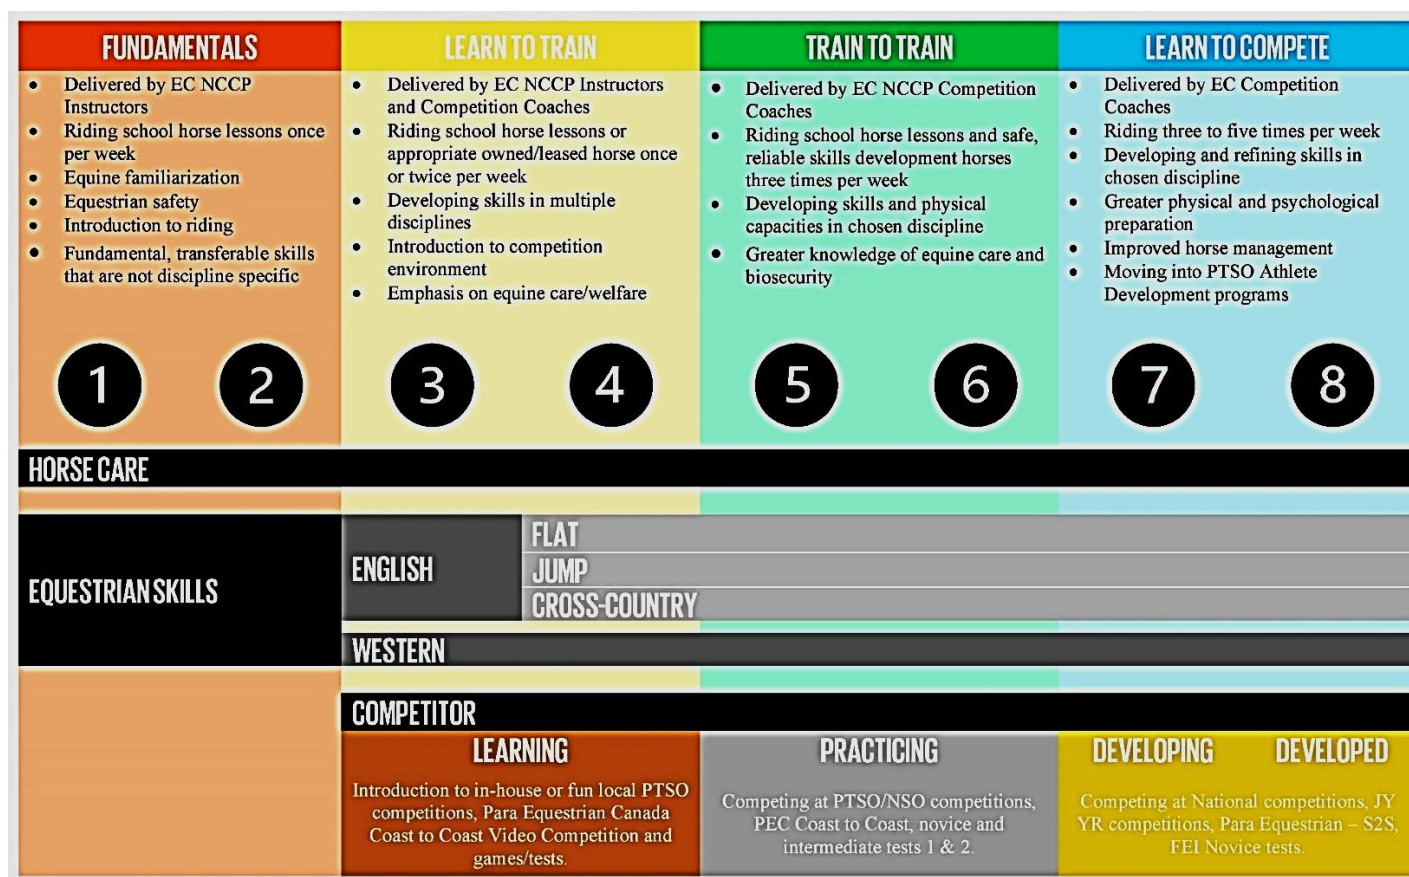 FUNDAMENTALS
• Delivered by EC NCCP
Instructors
• Riding school horse lessons once
per week
• Equine familiarization
• Equestrian safety
• Introduction to riding
• Fundamental, transferable skills
that are not discipline specific
1 2
LEARN TO TRAIN
• Delivered by EC NCCP Instructors
and Competition Coaches
• Riding school horse lessons or
appropriate owned/leased horse once
or twice per week
• Developing skills in multiple
disciplines
• Introduction to competition
environment
• Emphasis on equine care/welfare
3 4
TRAIN TO TRAIN
• Delivered by EC NCCP Competition
Coaches
• Riding school horse lessons and safe,
reliable skills development horses
three times per week
• Developing skills and physical
capacities in chosen discipline
• Greater knowledge of equine care and
biosecurity
5 6
LEARN TO COMPETE
• Delivered by EC Competition
Coaches
• Riding three to five times per week
• Developing and refining skills in
chosen discipline
• Greater physical and psychological
preparation
• Improved horse management
• Moving into PTSO Athlete
Development programs
7 8
HORSE CARE
EQUESTRIAN SKILLS
ENGLISH
FLAT
JUMP
CROSS-COUNTRY
WESTERN
COMPETITOR
LEARNING
Introduction to in-house or fun local PTSO
competitions, Para Equestrian Canada
Coast to Coast Video Competition and
games/tests.
PRACTICING
Competing at PTSO/NSO competitions,
PEC Coast to Coast, novice and
intermediate tests 1 & 2.
DEVELOPING DEVELOPED
Competing at National competitions, JY
YR competitions, Para Equestrian – S2S,
FEI Novice tests.